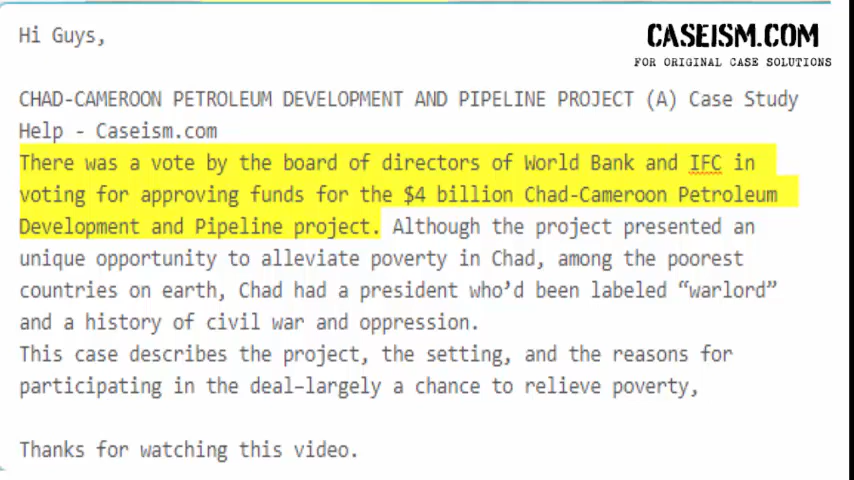 Hi Guys,
CASEISM.COM
FOR ORIGINAL CASE SOLUTIONS
CHAD-CAMEROON PETROLEUM DEVELOPMENT AND PIPELINE PROJECT (A) Case Study
Help - Caseism.com
There was a vote by the board of directors of World Bank and IFC in
voting for approving funds for the $4 billion Chad-Cameroon Petroleum
Development and Pipeline project. Although the project presented an
unique opportunity to alleviate poverty in Chad, among the poorest
countries on earth, Chad had a president who’d been labeled “warlord”
and a history of civil war and oppression.
This case describes the project, the setting, and the reasons for
participating in the deal–largely a chance to relieve poverty,
Thanks for watching this video.